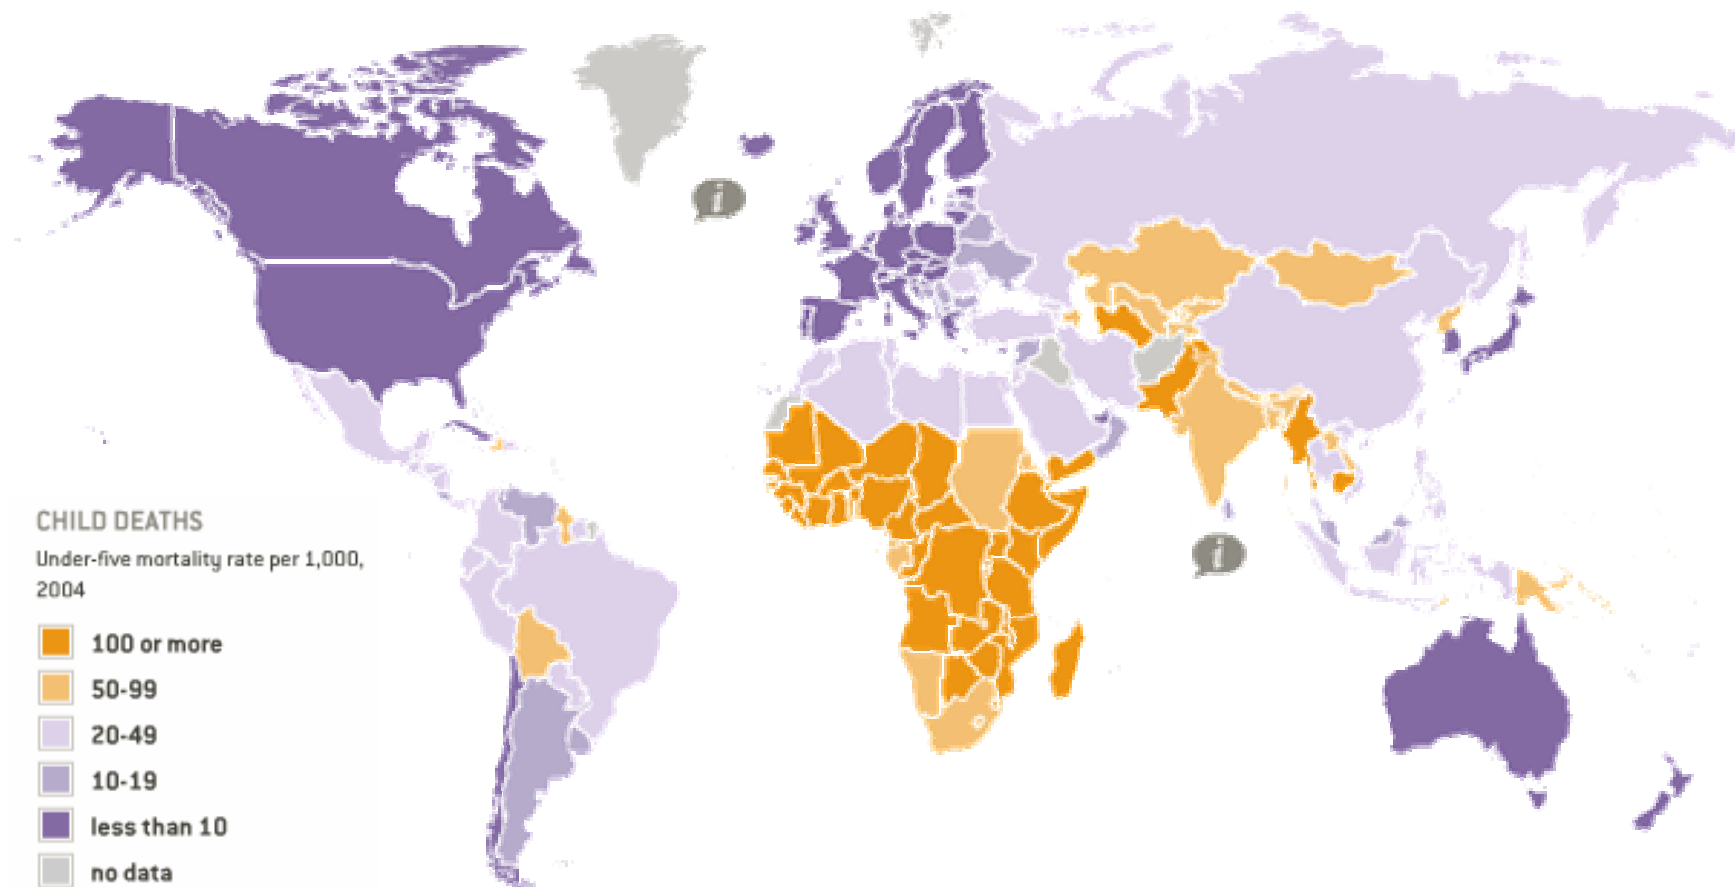 i
i
CHILD DEATHS
Under-five mortality rate per 1,000,
2004
100 or more
50-99
20-49
10-19
less than 10
no data